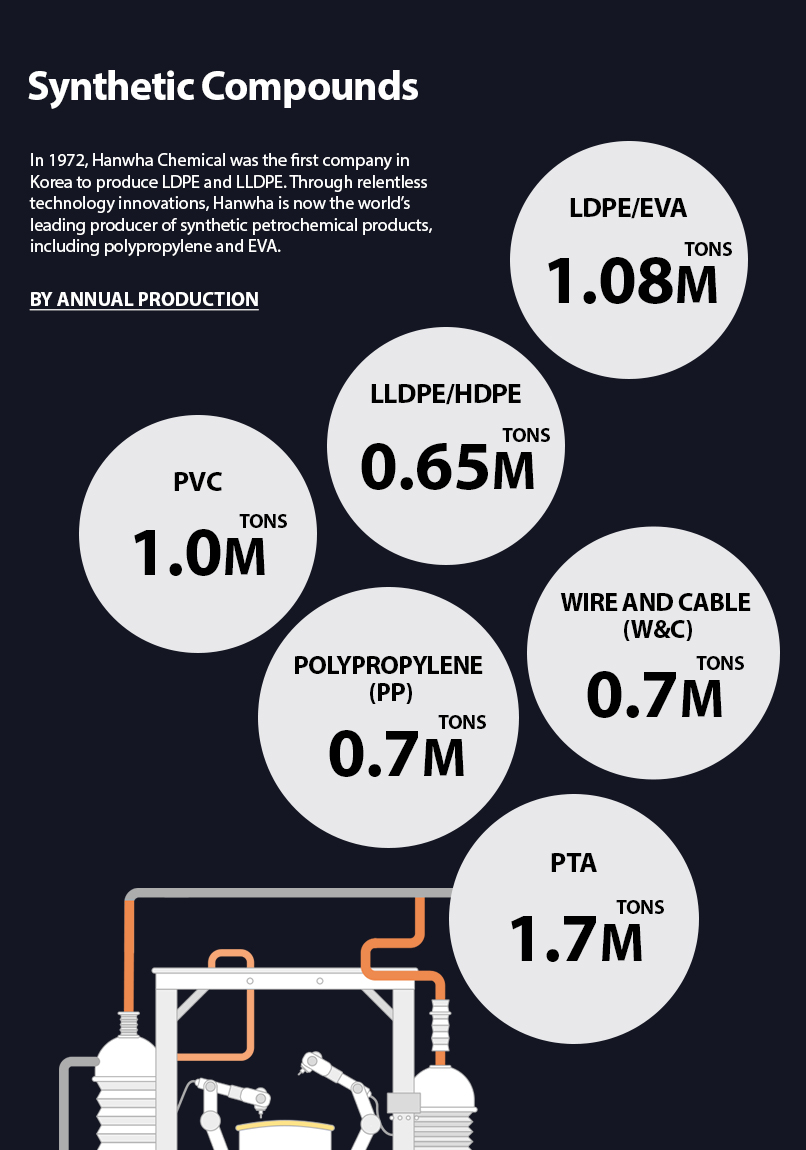 Synthetic Compounds
In 1972, Hanwha Chemical was the first company in
Korea to produce LDPE and LLDPE. Through relentless
technology innovations, Hanwha is now the world's
leading producer of synthetic petrochemical products,
including polypropylene and EVA.
BY ANNUAL PRODUCTION
LDPE/EVA
TONS
1.08M
LLDPE/HDPE
TONS
0.65M
PVC
TONS
1.0M
WIRE AND CABLE
(W&C)
TONS
0.7M
POLYPROPYLENE
(PP)
TONS
0.7M
PTA
TONS
1.7M